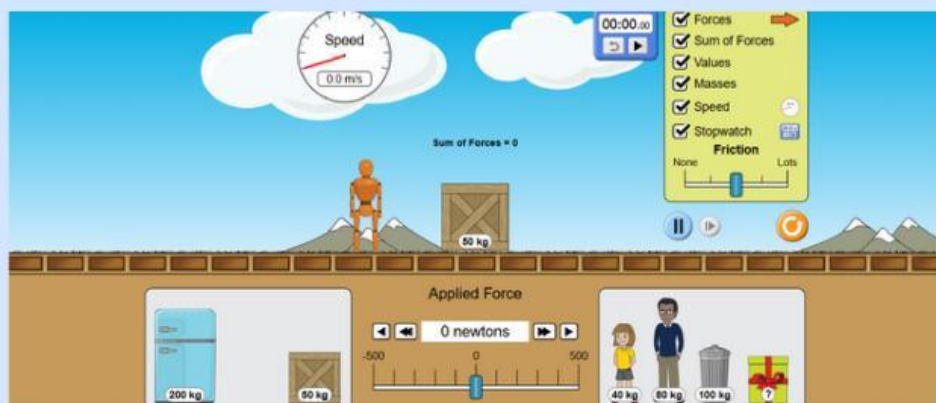 Speed
0.0 m/s
00:00.00
Forces
Sum of Forces
Values
Masses
Speed
Stopwatch
Friction
None
Lots
Sum of Forces = 0
50 kg
Applied Force
0 newtons
-500
0
500
200 kg
50 kg
40 kg
80 kg
100 kg
?